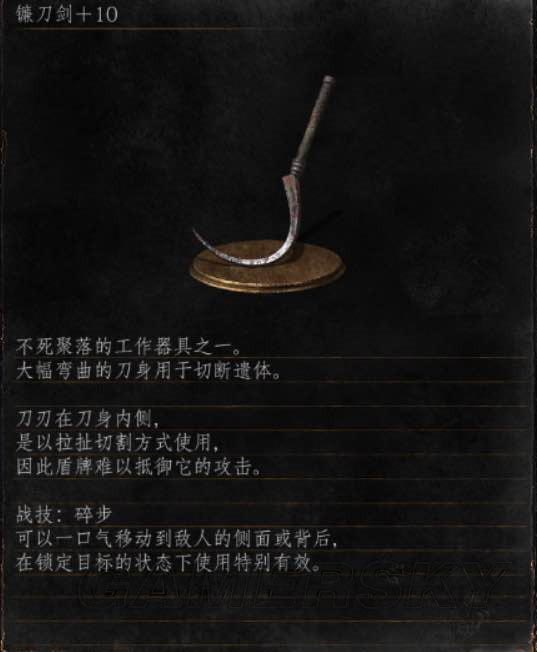 镰刀剑＋10
不死聚落的工作器具之一。
大幅弯曲的刀身用于切断遗体。
刀刃在刀身内侧，
是以拉扯切割方式使用，
因此盾牌难以抵御它的攻击。
战技：碎步
可以一口气移动到敌人的侧面或背后，
在锁定目标的状态下使用特别有效。
GAMERSKY